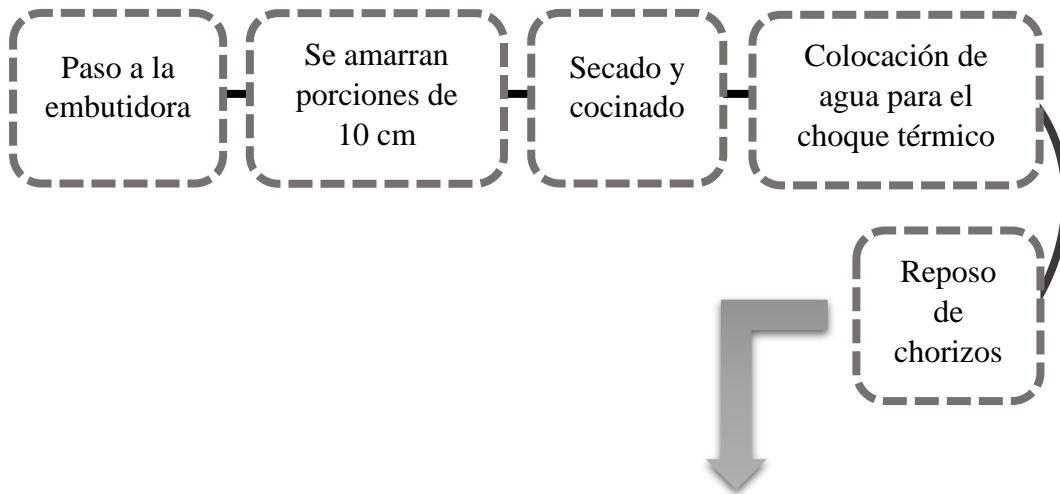 Paso a la
embutidora
Se amarran
porciones de
10 cm
Secado y
cocinado
Colocación de
agua para el
choque térmico
Reposo
de
chorizos